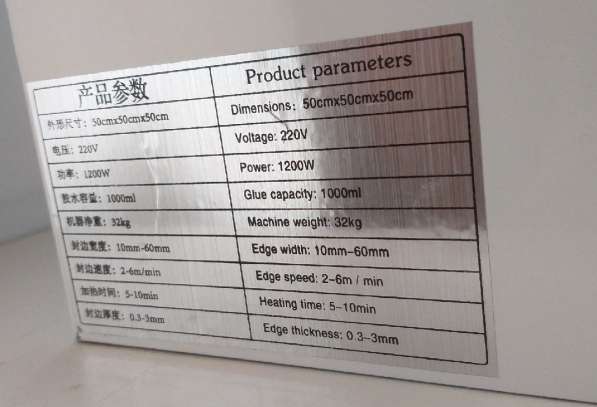 产品参数 Product parameters
外形尺寸：50cmx50cmx50cm Dimensions: 50cmx50cmx50cm
电压：220V Voltage: 220V
功率：1200W Power: 1200W
胶水容量：1000ml Glue capacity: 1000ml
机器净重：32kg Machine weight: 32kg
封边宽度：10mm-60mm Edge width: 10mm-60mm
封边速度：2-6m/min Edge speed: 2-6m / min
加热时间：5-10min Heating time: 5-10min
封边厚度：0.3-3mm Edge thickness: 0.3-3mm